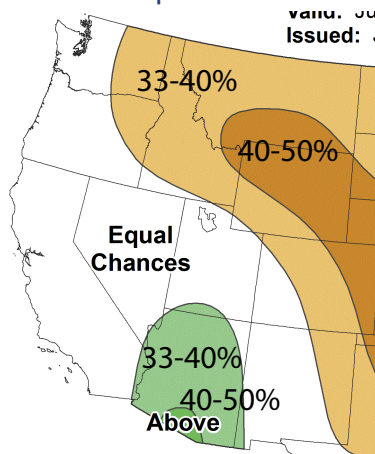 Valid:
Issued:
33-40%
40-50%
Equal
Chances
33-40%
40-50%
Above